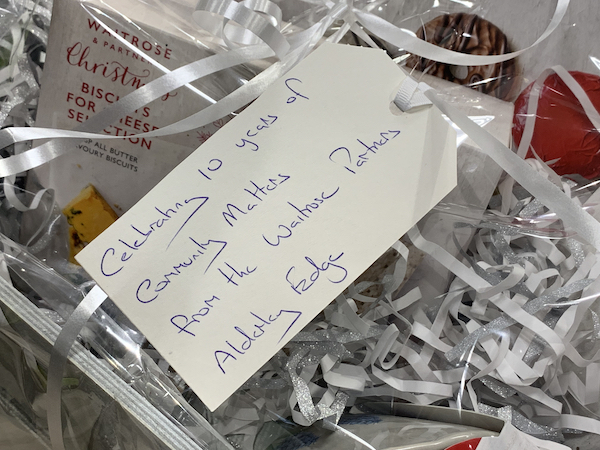 WAITROSE
& PARTNERS
Christmas
BISCUITS
FOR CHEESE
SELECTION
OF ALL BUTTER
SAVOURY BISCUITS
Celebrating 10 years of
Community Matters
from the Waitrose Partners
Alderley Edge